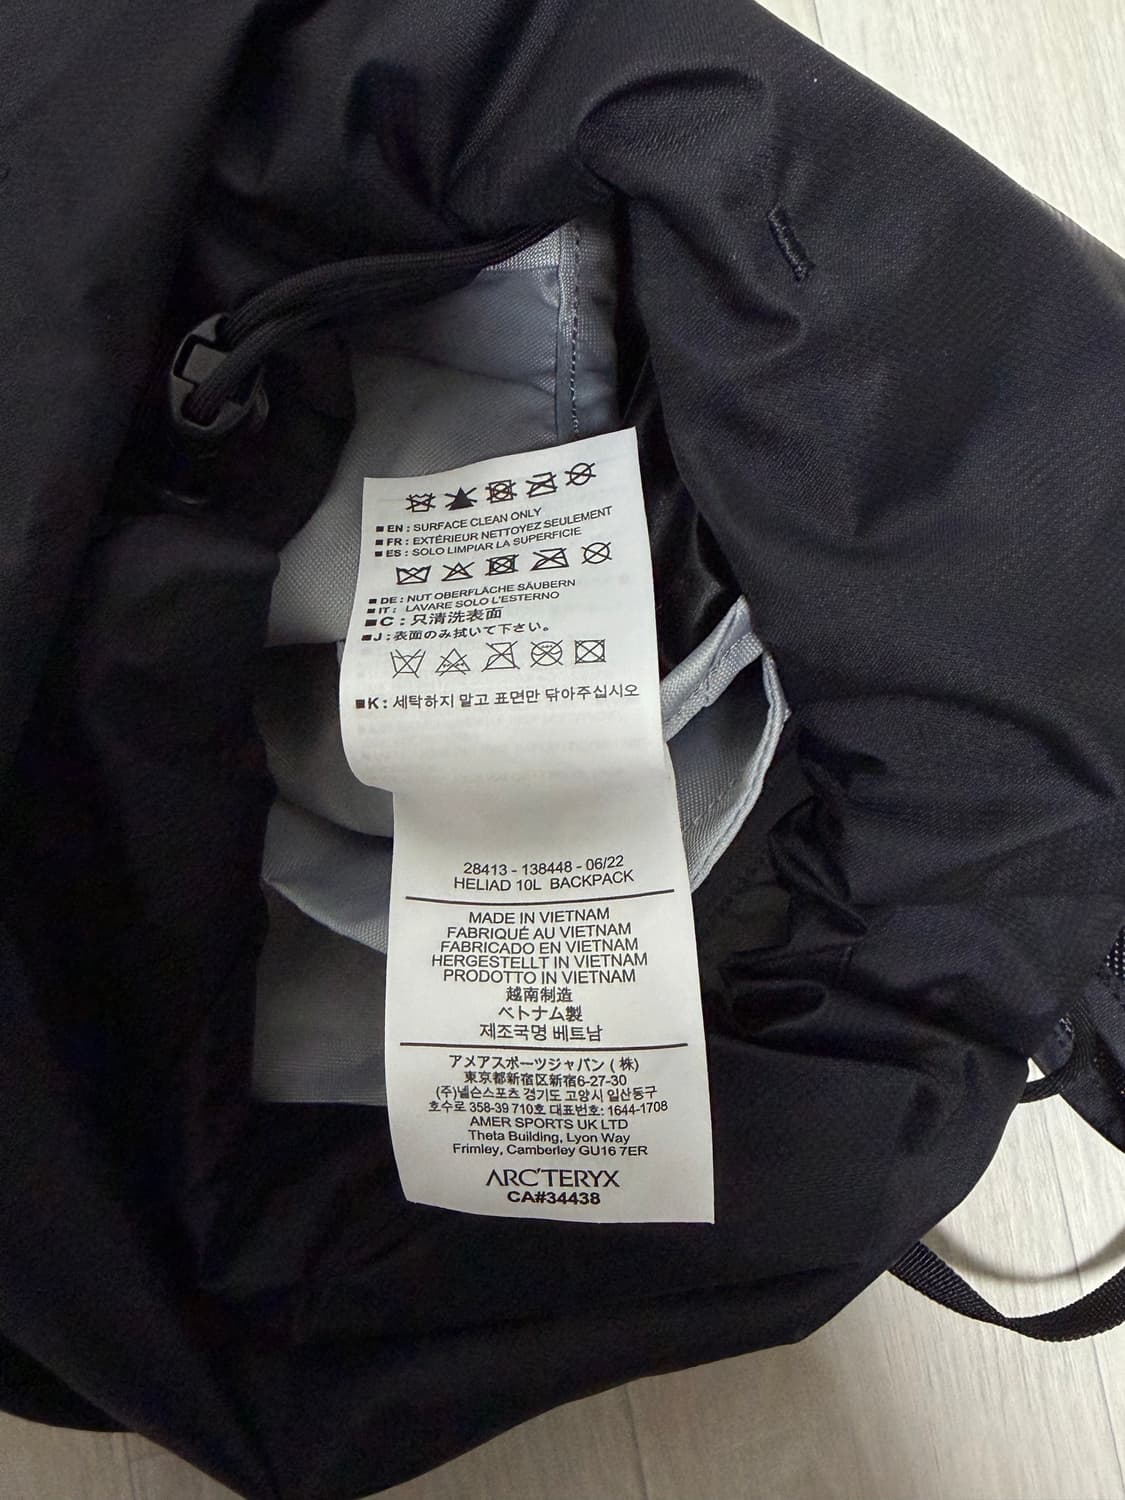 ■ EN : SURFACE CLEAN ONLY
■ FR : EXTÉRIEUR NETTOYEZ SEULEMENT
■ ES : SOLO LIMPIAR LA SUPERFICIE
■ DE : NUT OBERFLÄCHE SÄUBERN
■ IT : LAVARE SOLO L'ESTERNO
■ C : 只清洗表面
■ J : 表面のみ拭いて下さい。
■ K : 세탁하지 말고 표면만 닦아주십시오
28413 - 138448 - 06/22
HELIAD 10L BACKPACK
MADE IN VIETNAM
FABRIQUÉ AU VIETNAM
FABRICADO EN VIETNAM
HERGESTELLT IN VIETNAM
PRODOTTO IN VIETNAM
越南制造
ベトナム製
제조국명 베트남
アメアスポーツジャパン ( 株)
東京都新宿区新宿6-27-30
(주)넬슨스포츠 경기도 고양시 일산동구
호수로 358-39 710호 대표번호: 1644-1708
AMER SPORTS UK LTD
Theta Building, Lyon Way
Frimley, Camberley GU16 7ER
ARC'TERYX
CA#34438